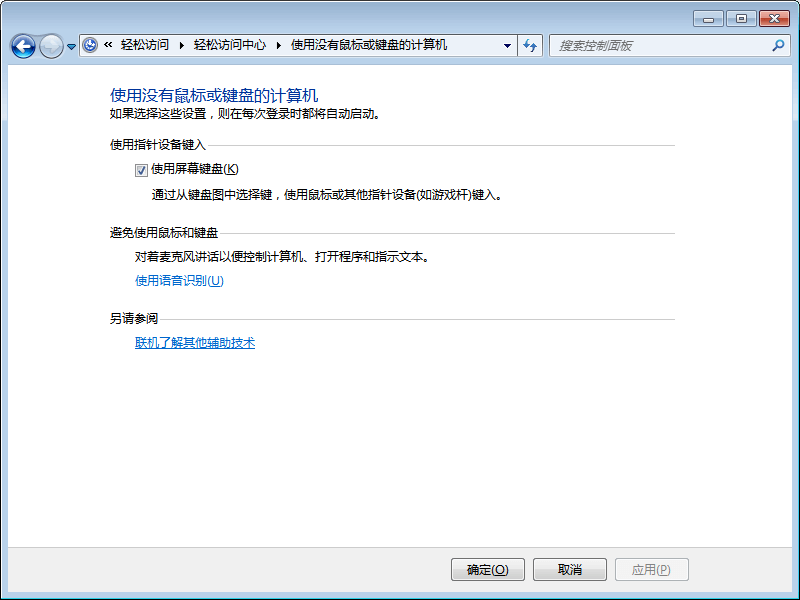 « 轻松访问 ▸ 轻松访问中心 ▸ 使用没有鼠标或键盘的计算机
搜索控制面板
使用没有鼠标或键盘的计算机
如果选择这些设置，则在每次登录时都将自动启动。
使用指针设备键入
使用屏幕键盘(K)
通过从键盘图中选择键，使用鼠标或其他指针设备(如游戏杆)键入。
避免使用鼠标和键盘
对着麦克风讲话以便控制计算机、打开程序和指示文本。
使用语音识别(U)
另请参阅
联机了解其他辅助技术
确定(O) 取消 应用(P)